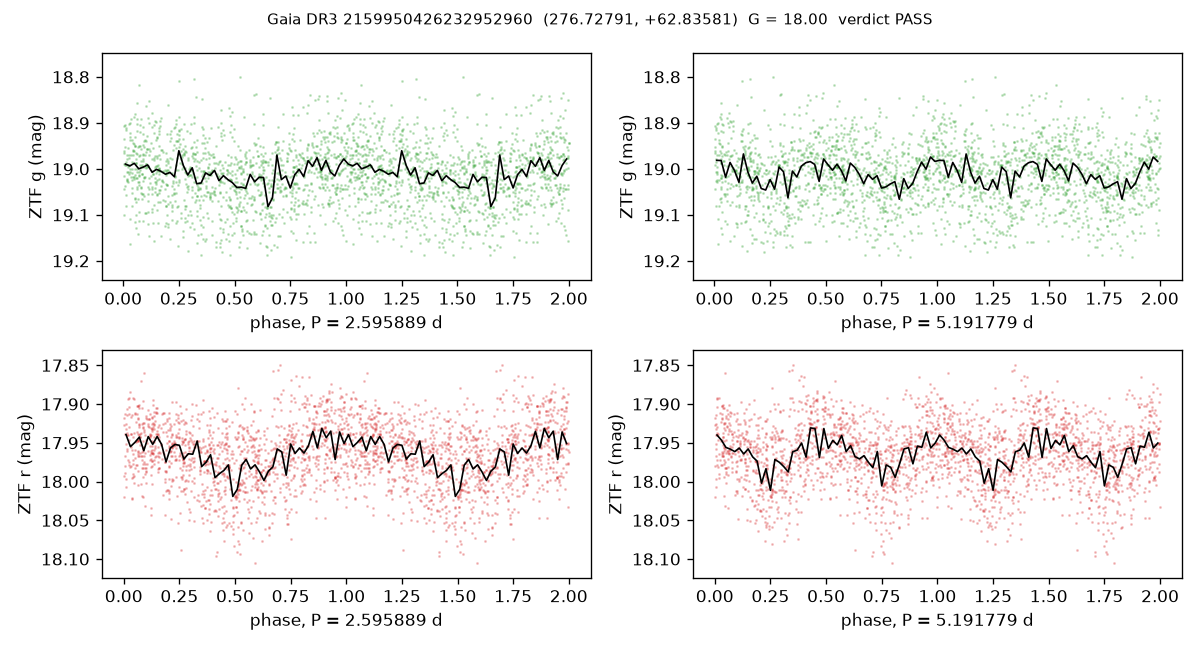 Gaia DR3 2159950426232952960  (276.72791, +62.83581)  G = 18.00  verdict PASS
ZTF g (mag)
18.8
18.9
19.0
19.1
19.2
0.00 0.25 0.50 0.75 1.00 1.25 1.50 1.75 2.00
phase, P = 2.595889 d
ZTF g (mag)
18.8
18.9
19.0
19.1
19.2
0.00 0.25 0.50 0.75 1.00 1.25 1.50 1.75 2.00
phase, P = 5.191779 d
ZTF r (mag)
17.85
17.90
17.95
18.00
18.05
18.10
0.00 0.25 0.50 0.75 1.00 1.25 1.50 1.75 2.00
phase, P = 2.595889 d
ZTF r (mag)
17.85
17.90
17.95
18.00
18.05
18.10
0.00 0.25 0.50 0.75 1.00 1.25 1.50 1.75 2.00
phase, P = 5.191779 d